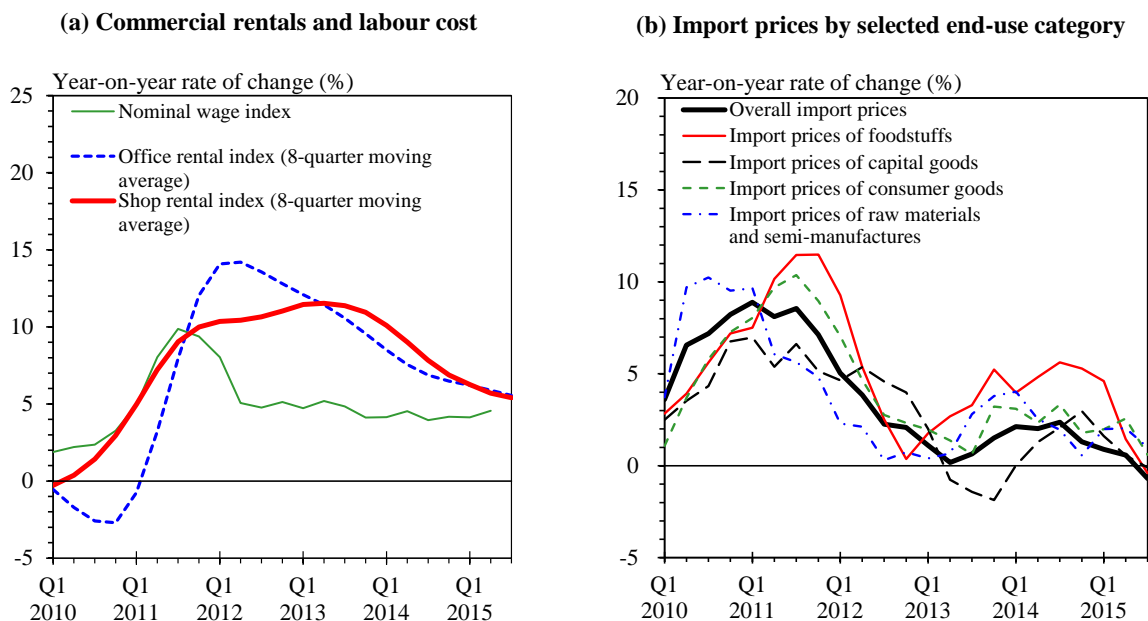 (a) Commercial rentals and labour cost
Year-on-year rate of change (%)
25
20
15
10
5
0
-5
Nominal wage index
Office rental index (8-quarter moving
average)
Shop rental index (8-quarter moving
average)
Q1 Q1 Q1 Q1 Q1 Q1
2010 2011 2012 2013 2014 2015
(b) Import prices by selected end-use category
Year-on-year rate of change (%)
20
15
10
5
0
-5
Overall import prices
Import prices of foodstuffs
Import prices of capital goods
Import prices of consumer goods
Import prices of raw materials
and semi-manufactures
Q1 Q1 Q1 Q1 Q1 Q1
2010 2011 2012 2013 2014 2015